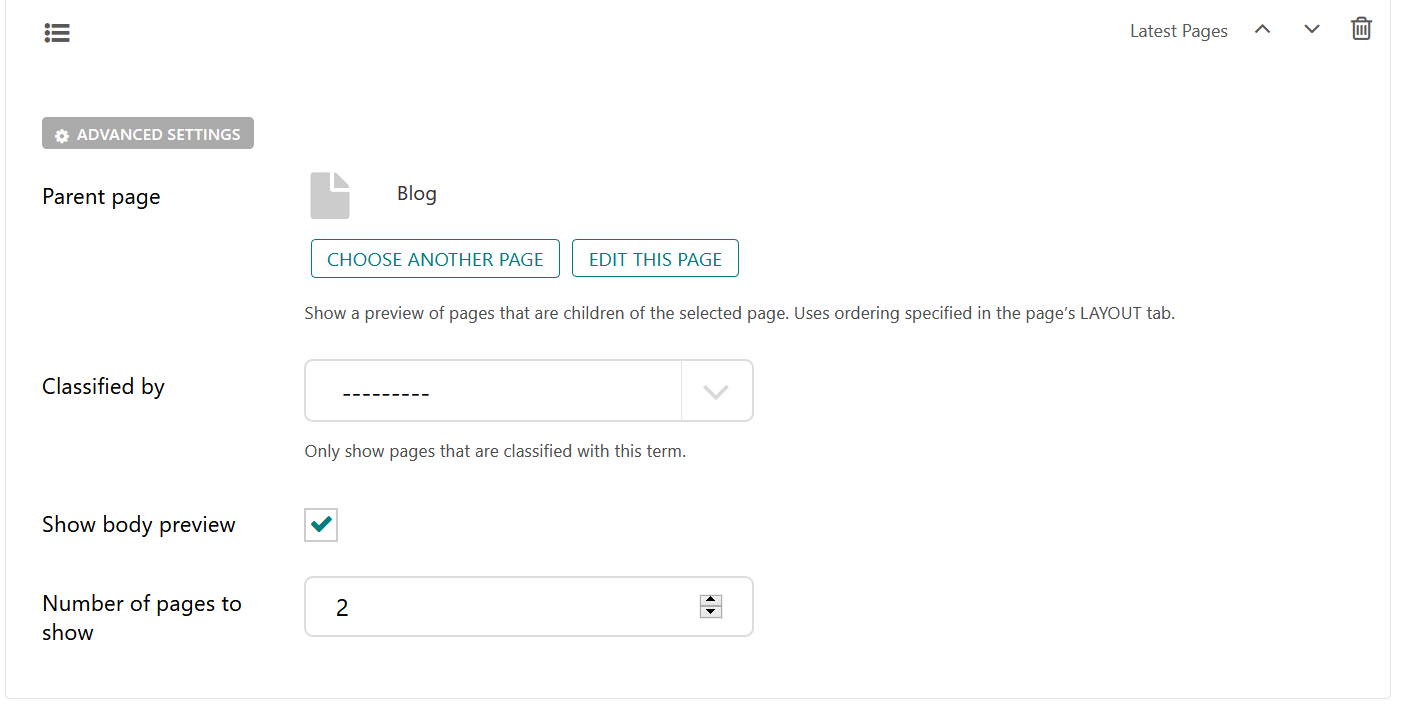 Latest Pages
ADVANCED SETTINGS
Parent page
Blog
CHOOSE ANOTHER PAGE
EDIT THIS PAGE
Show a preview of pages that are children of the selected page. Uses ordering specified in the page's LAYOUT tab.
Classified by
---------
Only show pages that are classified with this term.
Show body preview
Number of pages to
show
2